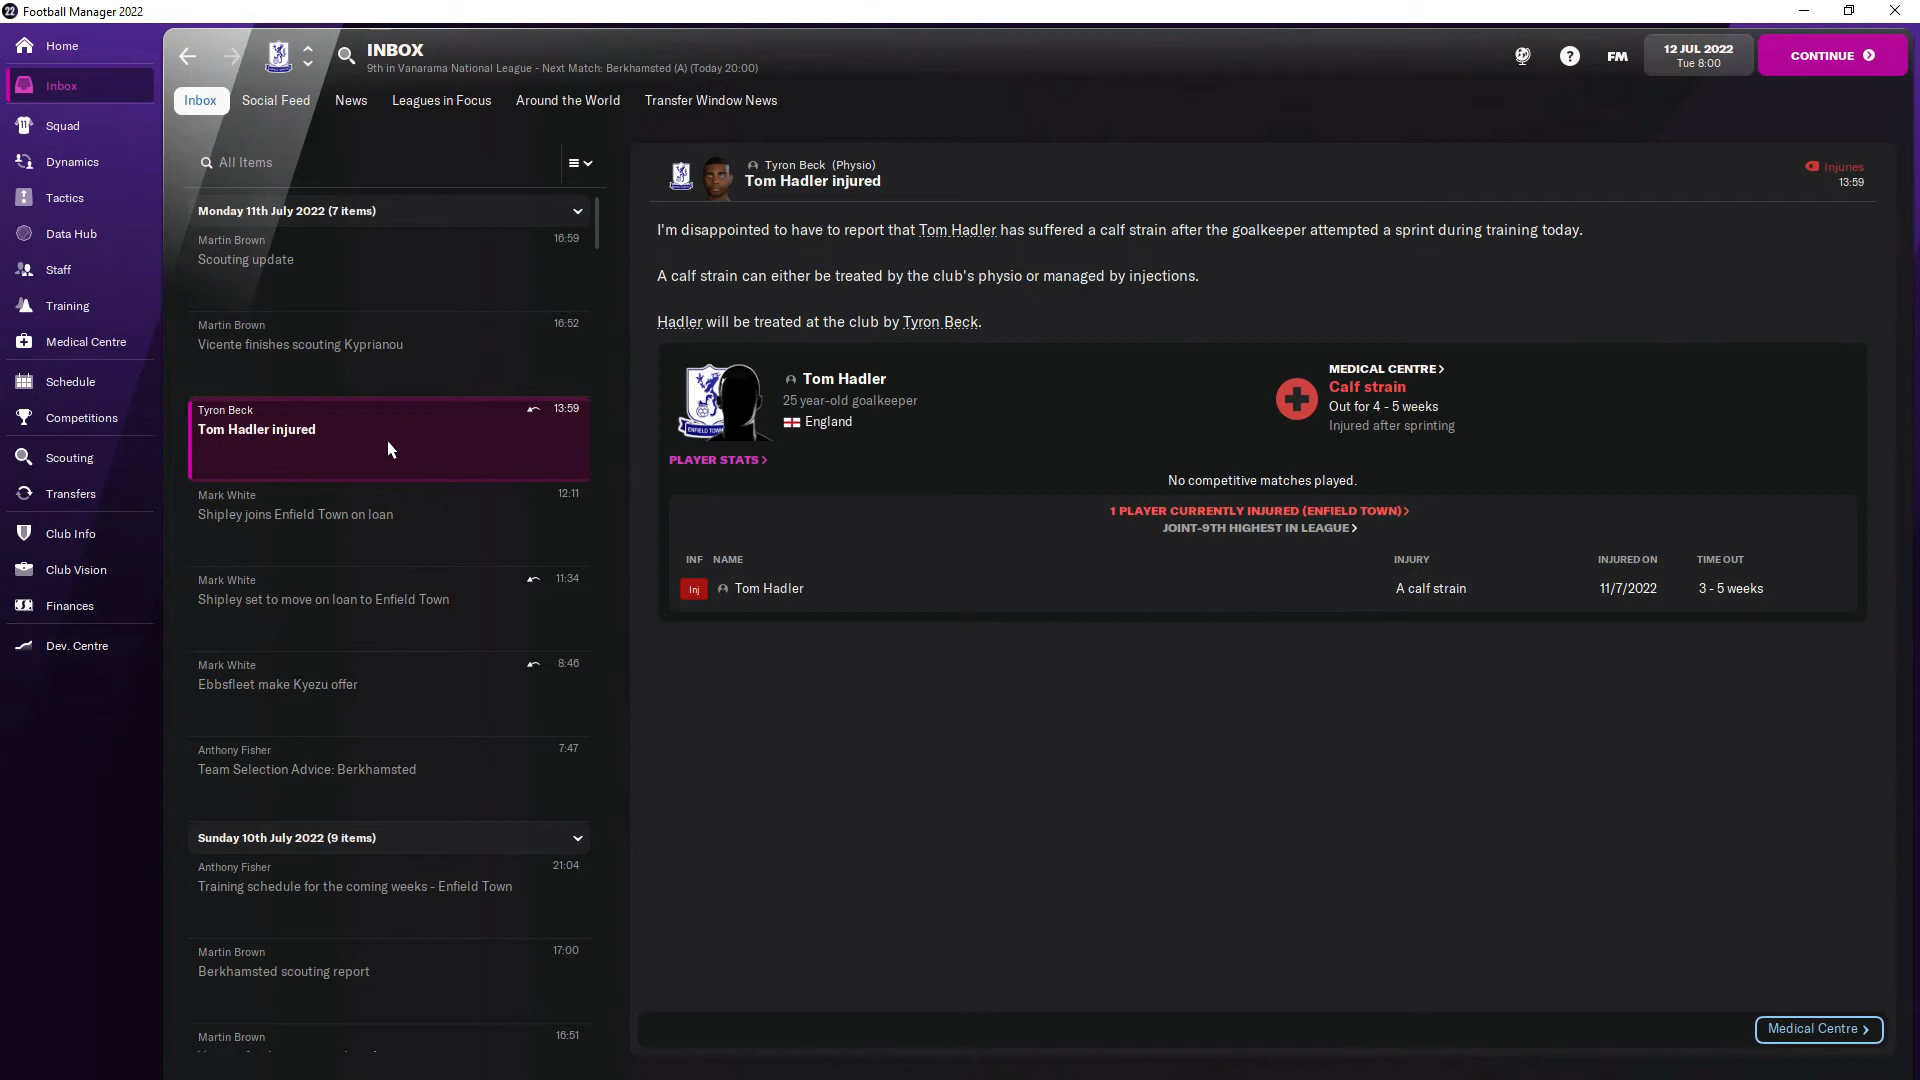 Football Manager 2022
Home
Inbox
Squad
Dynamics
Tactics
Data Hub
Staff
Training
Medical Centre
Schedule
Competitions
Scouting
Transfers
Club Info
Club Vision
Finances
Dev. Centre
INBOX
9th in Vanarama National League - Next Match: Berkhamsted (A) (Today 20:00)
FM
12 JUL 2022
Tue 8:00
CONTINUE
Inbox Social Feed News Leagues in Focus Around the World Transfer Window News
All Items
Monday 11th July 2022 (7 items)
Martin Brown 16:59
Scouting update
Martin Brown 16:52
Vicente finishes scouting Kyprianou
Tyron Beck 13:59
Tom Hadler injured
Mark White 12:11
Shipley joins Enfield Town on loan
Mark White 11:34
Shipley set to move on loan to Enfield Town
Mark White 8:46
Ebbsfleet make Kyezu offer
Anthony Fisher 7:47
Team Selection Advice: Berkhamsted
Sunday 10th July 2022 (9 items)
Anthony Fisher 21:04
Training schedule for the coming weeks - Enfield Town
Martin Brown 17:00
Berkhamsted scouting report
Martin Brown 16:51
Tyron Beck (Physio)
Tom Hadler injured
Injuries
13:59
I'm disappointed to have to report that Tom Hadler has suffered a calf strain after the goalkeeper attempted a sprint during training today.
A calf strain can either be treated by the club's physio or managed by injections.
Hadler will be treated at the club by Tyron Beck.
ENFIELD TOWN
Tom Hadler
25 year-old goalkeeper
England
MEDICAL CENTRE
Calf strain
Out for 4 - 5 weeks
Injured after sprinting
PLAYER STATS
No competitive matches played.
1 PLAYER CURRENTLY INJURED (ENFIELD TOWN)
JOINT-9TH HIGHEST IN LEAGUE
INF NAME INJURY INJURED ON TIME OUT
Inj Tom Hadler A calf strain 11/7/2022 3 - 5 weeks
Medical Centre